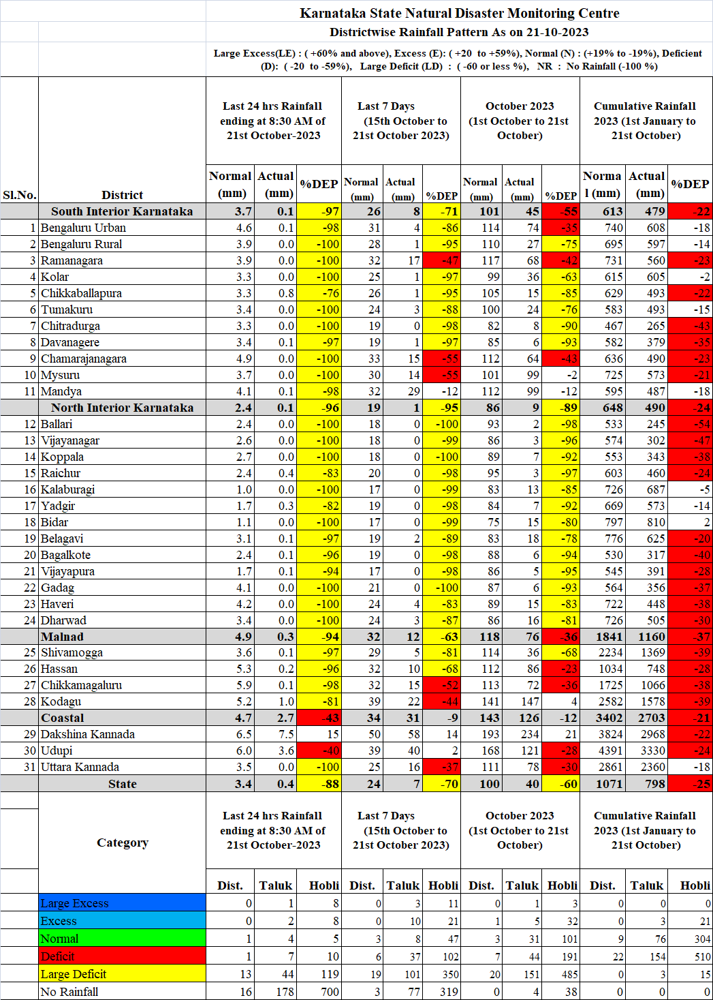 Karnataka State Natural Disaster Monitoring Centre
Districtwise Rainfall Pattern As on 21-10-2023
Large Excess(LE) : ( +60% and above), Excess (E): ( +20 to +59%), Normal (N) : (+19% to -19%), Deficient
(D): ( -20 to -59%), Large Deficit (LD) : ( -60 or less %), NR : No Rainfall (-100 %)
Sl.No. District
Last 24 hrs Rainfall ending at 8:30 AM of 21st October-2023
Last 7 Days (15th October to 21st October 2023)
October 2023 (1st October to 21st October)
Cumulative Rainfall 2023 (1st January to 21st October)
Normal (mm) Actual (mm) %DEP Normal (mm) Actual (mm) %DEP Normal (mm) Actual (mm) %DEP Norma l (mm) Actual (mm) %DEP
South Interior Karnataka 3.7 0.1 -97 26 8 -71 101 45 -55 613 479 -22
1 Bengaluru Urban 4.6 0.1 -98 31 4 -86 114 74 -35 740 608 -18
2 Bengaluru Rural 3.9 0.0 -100 28 1 -95 110 27 -75 695 597 -14
3 Ramanagara 3.9 0.0 -100 32 17 -47 117 68 -42 731 560 -23
4 Kolar 3.3 0.0 -100 25 1 -97 99 36 -63 615 605 -2
5 Chikkaballapura 3.3 0.8 -76 26 1 -95 105 15 -85 629 493 -22
6 Tumakuru 3.4 0.0 -100 24 3 -88 100 24 -76 583 493 -15
7 Chitradurga 3.3 0.0 -100 19 0 -98 82 8 -90 467 265 -43
8 Davanagere 3.4 0.1 -97 19 1 -97 85 6 -93 582 379 -35
9 Chamarajanagara 4.9 0.0 -100 33 15 -55 112 64 -43 636 490 -23
10 Mysuru 3.7 0.0 -100 30 14 -55 101 99 -2 725 573 -21
11 Mandya 4.1 0.1 -98 32 29 -12 112 99 -12 595 487 -18
North Interior Karnataka 2.4 0.1 -96 19 1 -95 86 9 -89 648 490 -24
12 Ballari 2.4 0.0 -100 18 0 -100 93 2 -98 533 245 -54
13 Vijayanagar 2.6 0.0 -100 18 0 -99 86 3 -96 574 302 -47
14 Koppala 2.7 0.0 -100 18 0 -100 89 7 -92 553 343 -38
15 Raichur 2.4 0.4 -83 20 0 -98 95 3 -97 603 460 -24
16 Kalaburagi 1.0 0.0 -100 17 0 -99 83 13 -85 726 687 -5
17 Yadgir 1.7 0.3 -82 19 0 -98 84 7 -92 669 573 -14
18 Bidar 1.1 0.0 -100 17 0 -99 75 15 -80 797 810 2
19 Belagavi 3.1 0.1 -97 19 2 -89 83 18 -78 776 625 -20
20 Bagalkote 2.4 0.1 -96 19 0 -98 88 6 -94 530 317 -40
21 Vijayapura 1.7 0.1 -94 17 0 -98 86 5 -95 545 391 -28
22 Gadag 4.1 0.0 -100 21 0 -100 87 6 -93 564 356 -37
23 Haveri 4.2 0.0 -100 24 4 -83 89 15 -83 722 448 -38
24 Dharwad 3.4 0.0 -100 24 3 -87 86 16 -81 726 505 -30
Malnad 4.9 0.3 -94 32 12 -63 118 76 -36 1841 1160 -37
25 Shivamogga 3.6 0.1 -97 29 5 -81 114 36 -68 2234 1369 -39
26 Hassan 5.3 0.2 -96 32 10 -68 112 86 -23 1034 748 -28
27 Chikkamagaluru 5.9 0.1 -98 32 15 -52 113 72 -36 1725 1066 -38
28 Kodagu 5.2 1.0 -81 39 22 -44 141 147 4 2582 1578 -39
Coastal 4.7 2.7 -43 34 31 -9 143 126 -12 3402 2703 -21
29 Dakshina Kannada 6.5 7.5 15 50 58 14 193 234 21 3824 2968 -22
30 Udupi 6.0 3.6 -40 39 40 2 168 121 -28 4391 3330 -24
31 Uttara Kannada 3.5 0.0 -100 25 16 -37 111 78 -30 2861 2360 -18
State 3.4 0.4 -88 24 7 -70 100 40 -60 1071 798 -25
Category
Last 24 hrs Rainfall ending at 8:30 AM of 21st October-2023
Last 7 Days (15th October to 21st October 2023)
October 2023 (1st October to 21st October)
Cumulative Rainfall 2023 (1st January to 21st October)
Dist. Taluk Hobli Dist. Taluk Hobli Dist. Taluk Hobli Dist. Taluk Hobli
Large Excess 0 1 8 0 3 11 0 1 3 0 0 0
Excess 0 2 8 0 10 21 1 5 32 0 3 21
Normal 1 4 5 3 8 47 3 31 101 9 76 304
Deficit 1 7 10 6 37 102 7 44 191 22 154 510
Large Deficit 13 44 119 19 101 350 20 151 485 0 3 15
No Rainfall 16 178 700 3 77 319 0 4 38 0 0 0